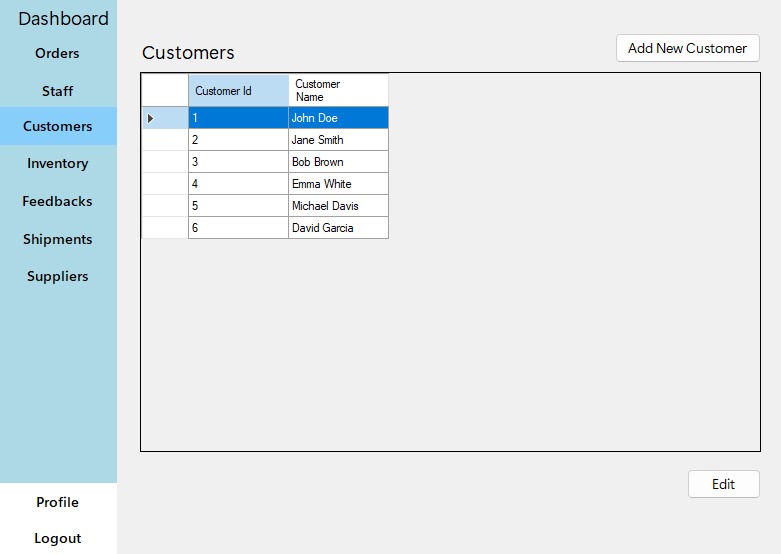 Dashboard
Orders
Staff
Customers
Inventory
Feedbacks
Shipments
Suppliers
Profile
Logout
Customers
Add New Customer
Customer Id Customer Name
1 John Doe
2 Jane Smith
3 Bob Brown
4 Emma White
5 Michael Davis
6 David Garcia
Edit